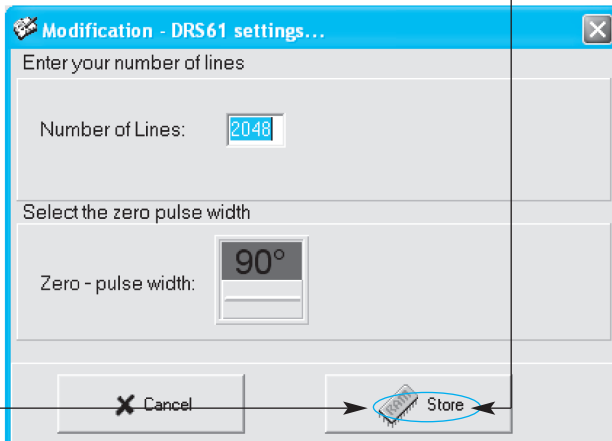 Modification - DRS61 settings...
Enter your number of lines
Number of Lines: 2048
Select the zero pulse width
90°
Zero - pulse width:
Cancel RAM Store